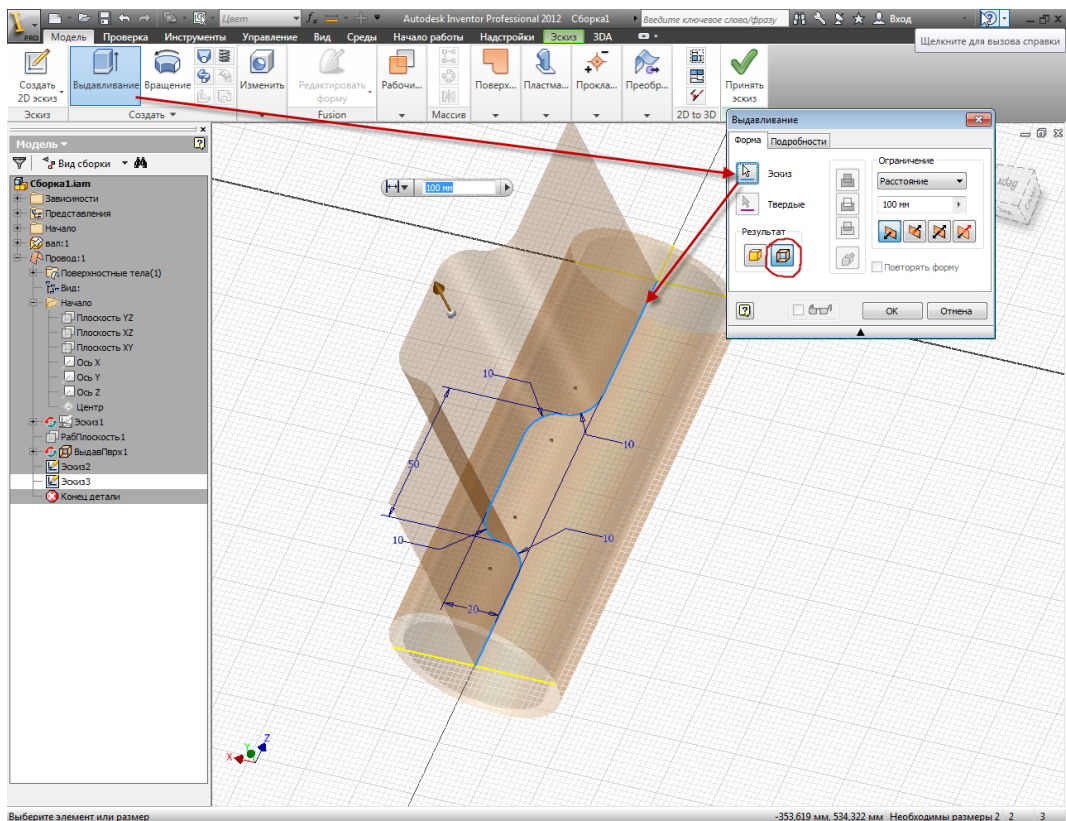 Цвет
Autodesk Inventor Professional 2012 Сборка1
Введите ключевое слово/фразу
Вход
PRO
Модель Проверка Инструменты Управление Вид Среды Начало работы Надстройки Эскиз 3DA
Щелкните для вызова справки
Создать 2D эскиз
Выдавливание
Вращение
Изменить
Редактировать форму
Рабочи...
Поверх...
Пластма...
Прокла...
Преобр...
Принять эскиз
Эскиз
Создать
Fusion
Массив
2D to 3D
Модель
Вид сборки
Сборка1.iam
Зависимости
Представления
Начало
вал:1
Провод:1
Поверхностные тела(1)
Вид:
Начало
Плоскость YZ
Плоскость XZ
Плоскость XY
Ось X
Ось Y
Ось Z
Центр
Эскиз1
РабПлоскость1
ВыдавПврх1
Эскиз2
Эскиз3
Конец детали
100 мм
Выдавливание
Форма Подробности
Эскиз
Твердые
Результат
Ограничение
Расстояние
100 мм
Повторять форму
ОК
Отмена
Верх
10
10
50
10
10
20
Z
Y
X
Выберите элемент или размер
-353,619 мм, 534,322 мм Необходимы размеры 2 2 3